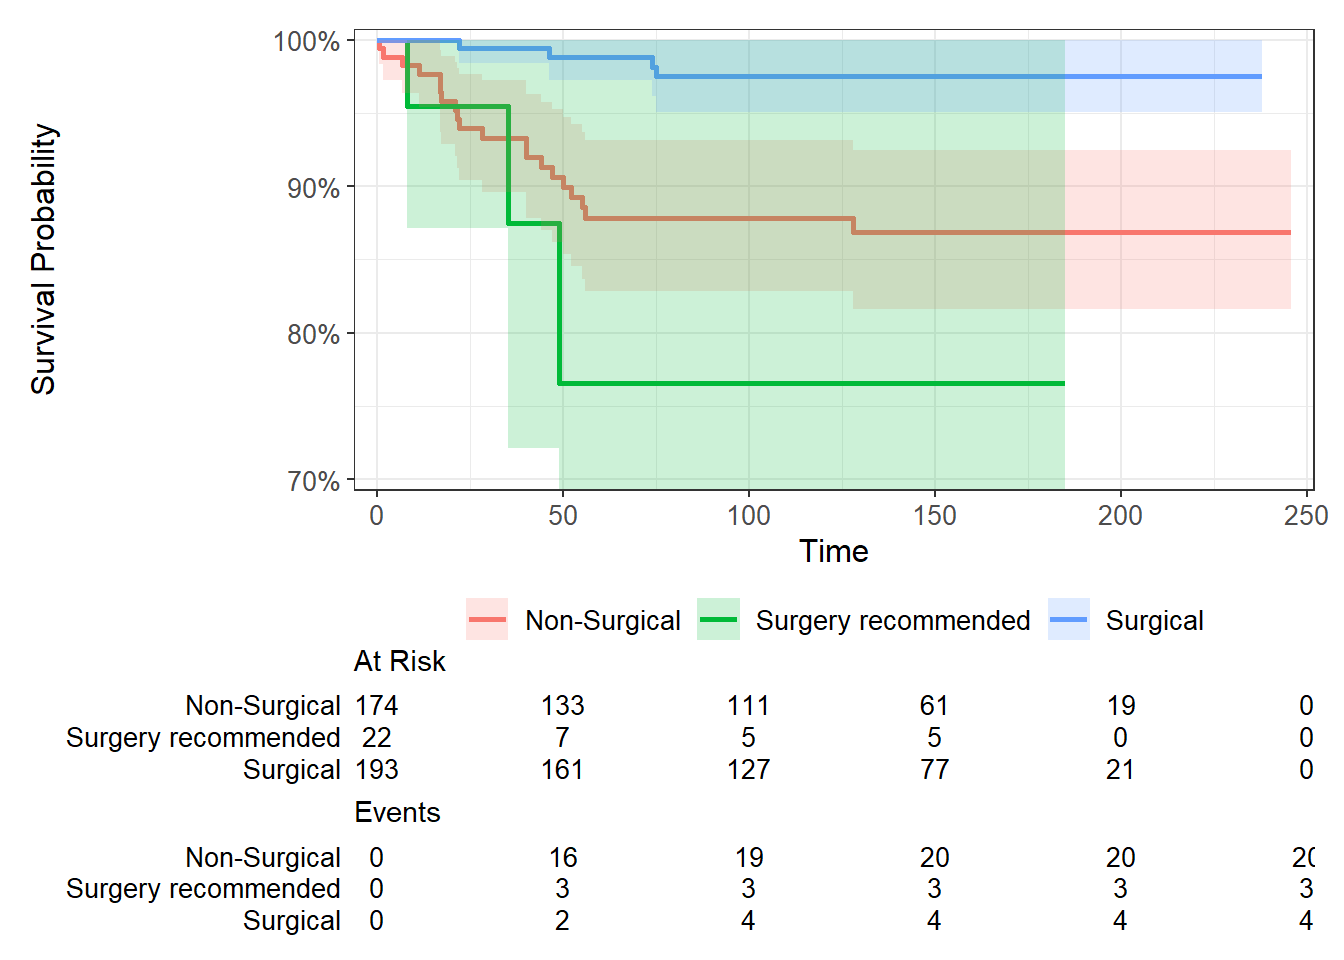 100%
90%
80%
70%
Survival Probability
0 50 100 150 200 250
Time
Non-Surgical Surgery recommended Surgical
At Risk
Non-Surgical 174 133 111 61 19 0
Surgery recommended 22 7 5 5 0 0
Surgical 193 161 127 77 21 0
Events
Non-Surgical 0 16 19 20 20 20
Surgery recommended 0 3 3 3 3 3
Surgical 0 2 4 4 4 4